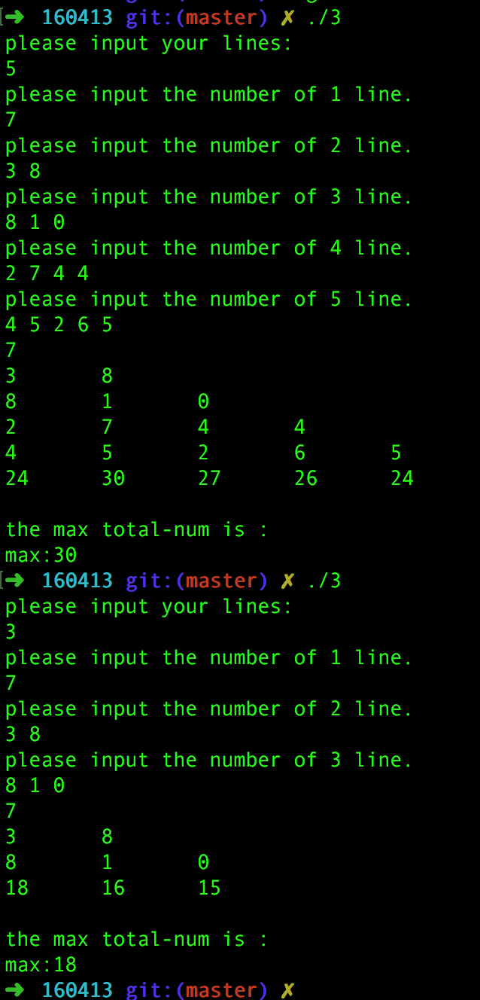 ➜ 160413 git:(master) ✗ ./3
please input your lines:
5
please input the number of 1 line.
7
please input the number of 2 line.
3 8
please input the number of 3 line.
8 1 0
please input the number of 4 line.
2 7 4 4
please input the number of 5 line.
4 5 2 6 5
7
3 8
8 1 0
2 7 4 4
4 5 2 6 5
24 30 27 26 24
the max total-num is :
max:30
➜ 160413 git:(master) ✗ ./3
please input your lines:
3
please input the number of 1 line.
7
please input the number of 2 line.
3 8
please input the number of 3 line.
8 1 0
7
3 8
8 1 0
18 16 15
the max total-num is :
max:18
➜ 160413 git:(master) ✗